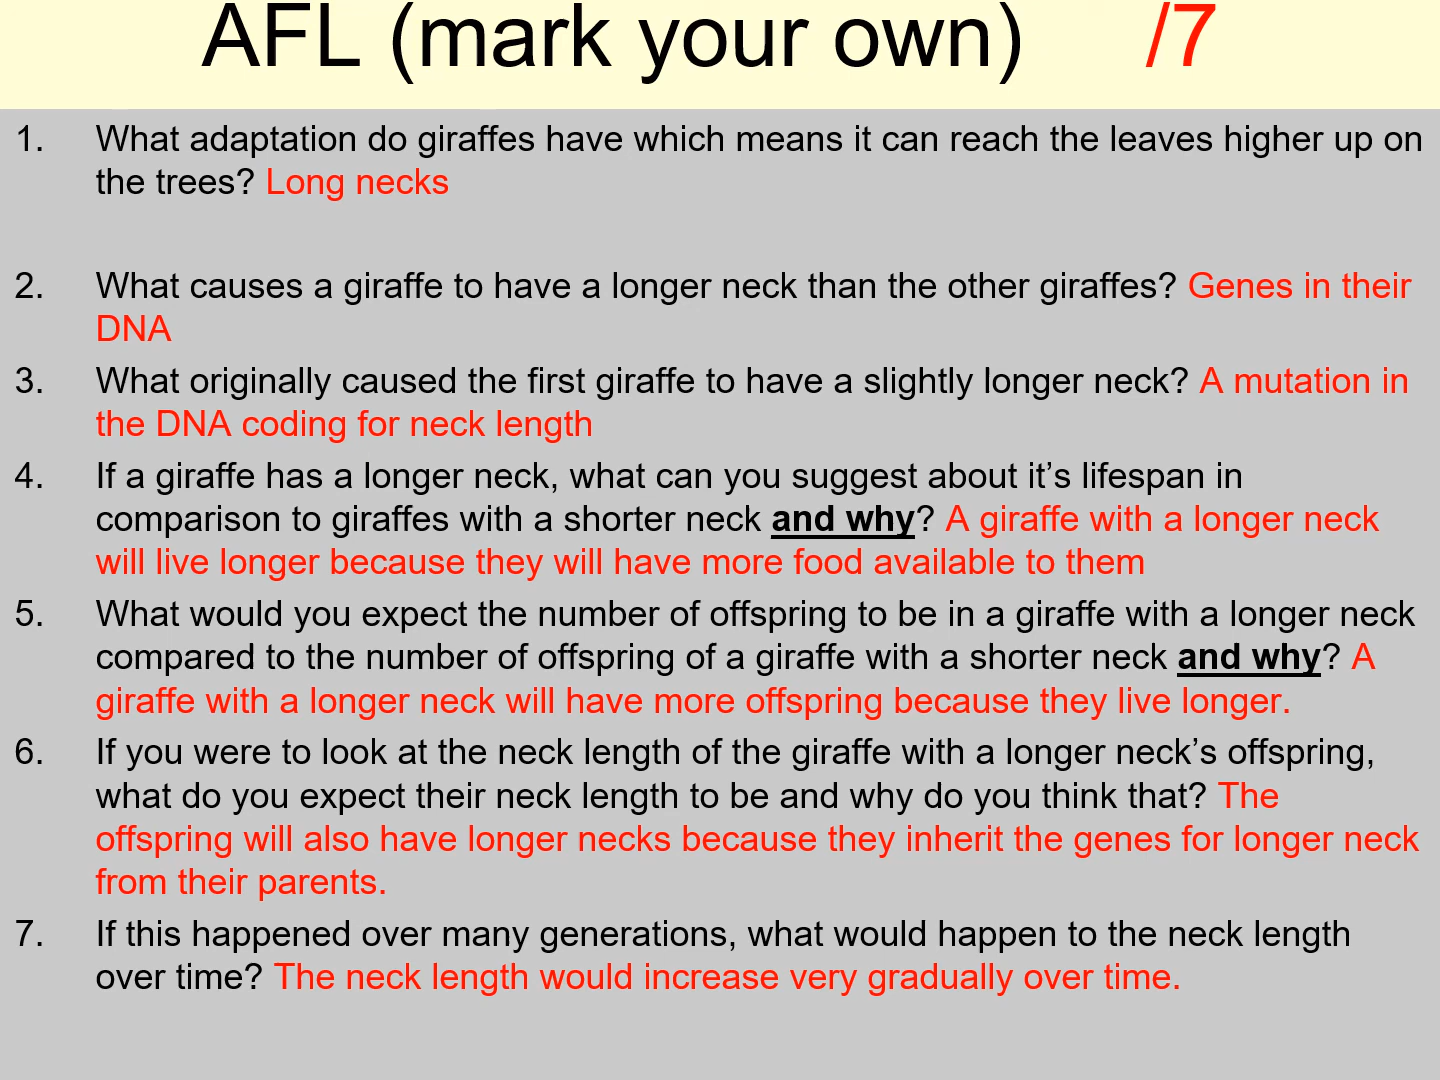 AFL (mark your own) /7
1. What adaptation do giraffes have which means it can reach the leaves higher up on
the trees? Long necks
2. What causes a giraffe to have a longer neck than the other giraffes? Genes in their
DNA
3. What originally caused the first giraffe to have a slightly longer neck? A mutation in
the DNA coding for neck length
4. If a giraffe has a longer neck, what can you suggest about it’s lifespan in
comparison to giraffes with a shorter neck and why? A giraffe with a longer neck
will live longer because they will have more food available to them
5. What would you expect the number of offspring to be in a giraffe with a longer neck
compared to the number of offspring of a giraffe with a shorter neck and why? A
giraffe with a longer neck will have more offspring because they live longer.
6. If you were to look at the neck length of the giraffe with a longer neck’s offspring,
what do you expect their neck length to be and why do you think that? The
offspring will also have longer necks because they inherit the genes for longer neck
from their parents.
7. If this happened over many generations, what would happen to the neck length
over time? The neck length would increase very gradually over time.